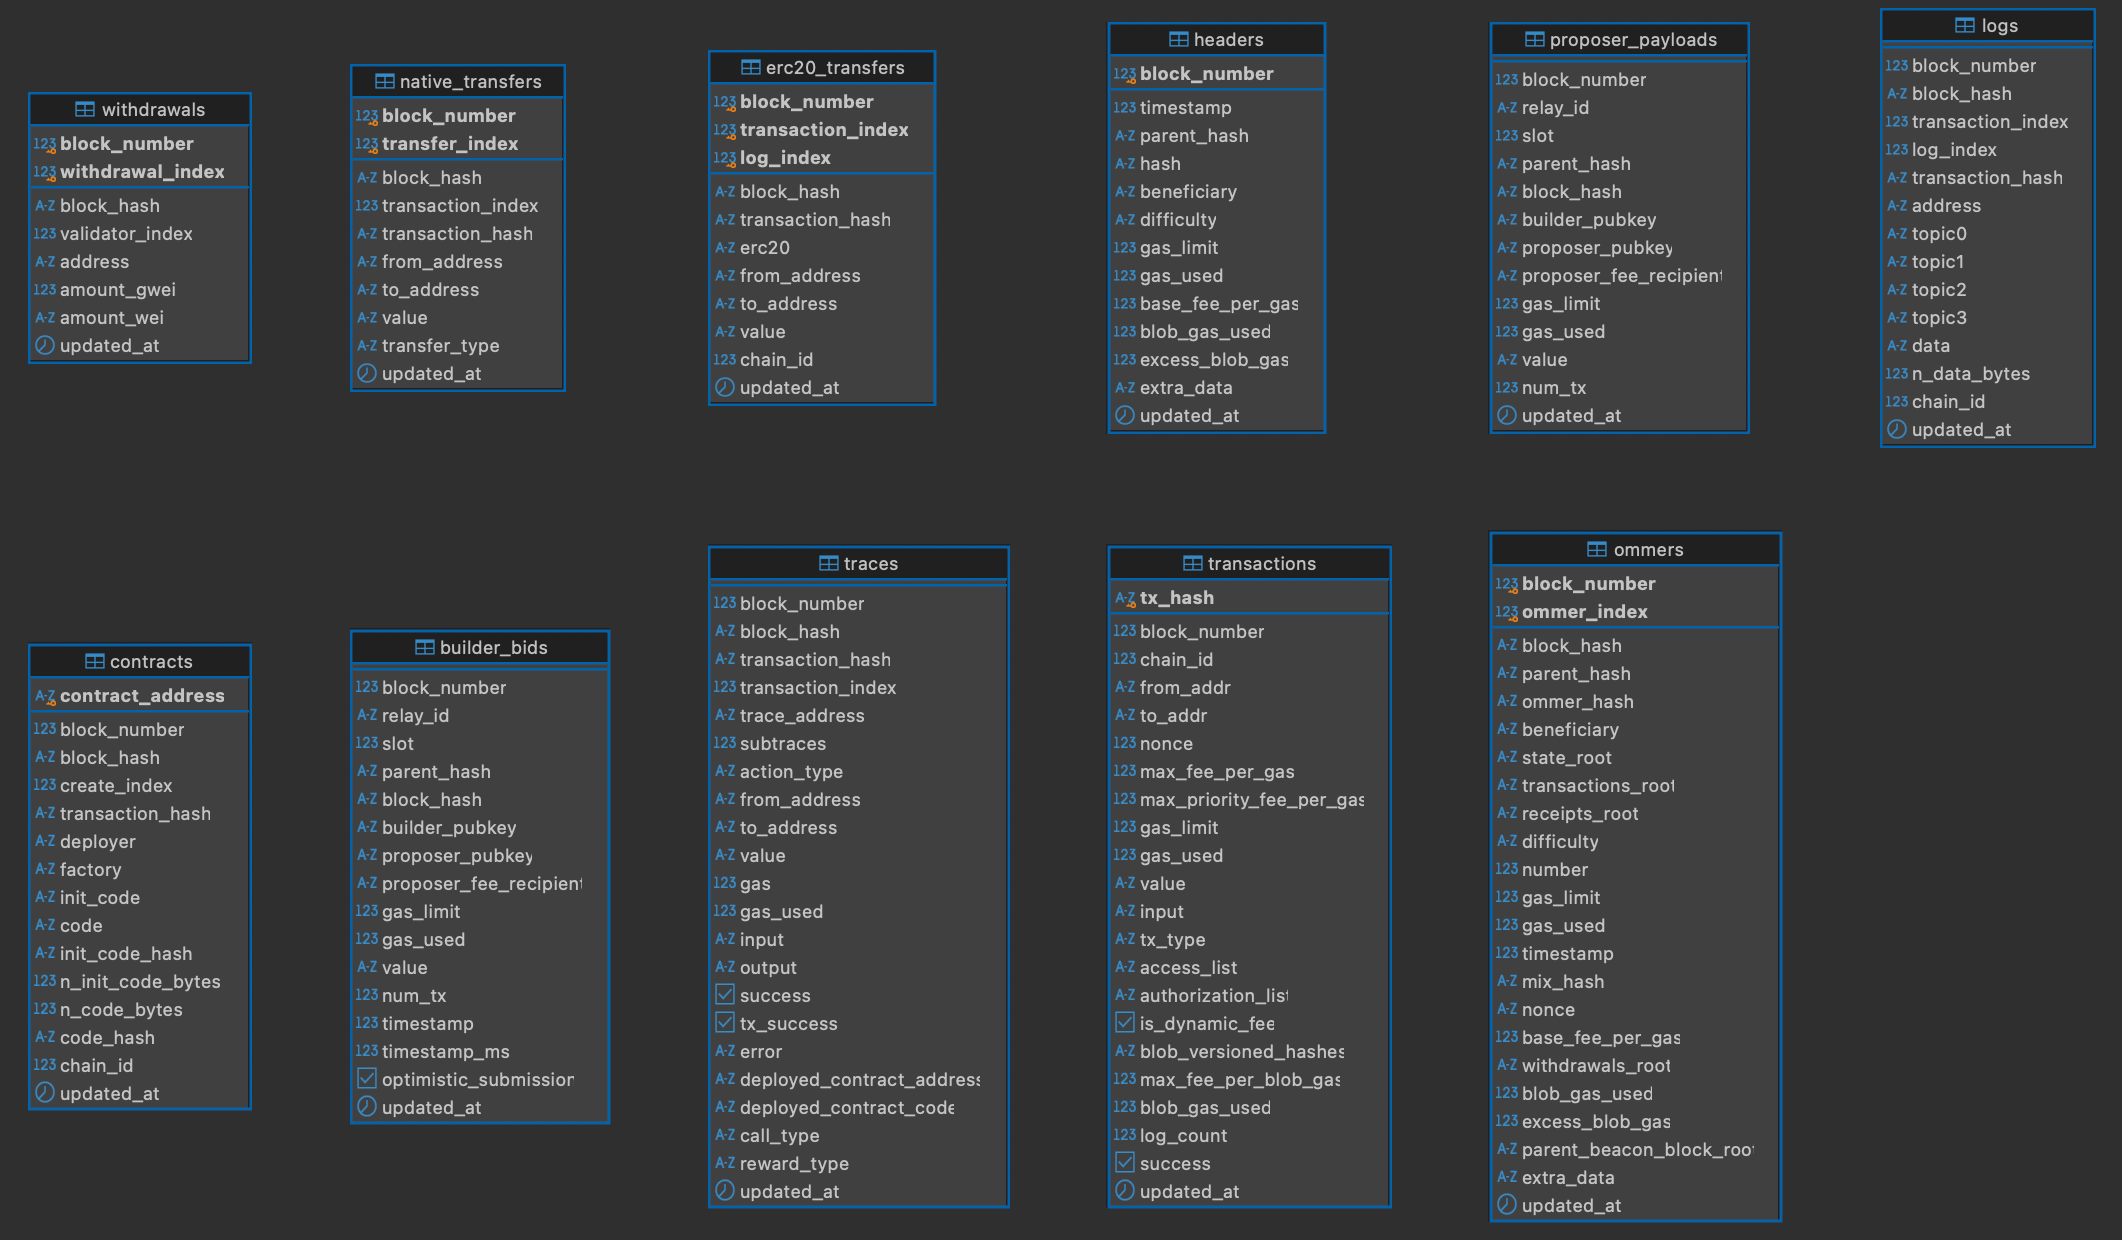 withdrawals
123 block_number
123 withdrawal_index
A-Z block_hash
123 validator_index
A-Z address
123 amount_gwei
A-Z amount_wei
updated_at
native_transfers
123 block_number
123 transfer_index
A-Z block_hash
123 transaction_index
A-Z transaction_hash
A-Z from_address
A-Z to_address
A-Z value
A-Z transfer_type
updated_at
erc20_transfers
123 block_number
123 transaction_index
123 log_index
A-Z block_hash
A-Z transaction_hash
A-Z erc20
A-Z from_address
A-Z to_address
A-Z value
123 chain_id
updated_at
headers
123 block_number
123 timestamp
A-Z parent_hash
A-Z hash
A-Z beneficiary
A-Z difficulty
123 gas_limit
123 gas_used
123 base_fee_per_gas
123 blob_gas_used
123 excess_blob_gas
A-Z extra_data
updated_at
proposer_payloads
123 block_number
A-Z relay_id
123 slot
A-Z parent_hash
A-Z block_hash
A-Z builder_pubkey
A-Z proposer_pubkey
A-Z proposer_fee_recipient
123 gas_limit
123 gas_used
A-Z value
123 num_tx
updated_at
logs
123 block_number
A-Z block_hash
123 transaction_index
123 log_index
A-Z transaction_hash
A-Z address
A-Z topic0
A-Z topic1
A-Z topic2
A-Z topic3
A-Z data
123 n_data_bytes
123 chain_id
updated_at
contracts
A-Z contract_address
123 block_number
A-Z block_hash
123 create_index
A-Z transaction_hash
A-Z deployer
A-Z factory
A-Z init_code
A-Z code
A-Z init_code_hash
123 n_init_code_bytes
123 n_code_bytes
A-Z code_hash
123 chain_id
updated_at
builder_bids
123 block_number
A-Z relay_id
123 slot
A-Z parent_hash
A-Z block_hash
A-Z builder_pubkey
A-Z proposer_pubkey
A-Z proposer_fee_recipient
123 gas_limit
123 gas_used
A-Z value
123 num_tx
123 timestamp
123 timestamp_ms
optimistic_submission
updated_at
traces
123 block_number
A-Z block_hash
A-Z transaction_hash
123 transaction_index
A-Z trace_address
123 subtraces
A-Z action_type
A-Z from_address
A-Z to_address
A-Z value
123 gas
123 gas_used
A-Z input
A-Z output
success
tx_success
A-Z error
A-Z deployed_contract_address
A-Z deployed_contract_code
A-Z call_type
A-Z reward_type
updated_at
transactions
A-Z tx_hash
123 block_number
123 chain_id
A-Z from_addr
A-Z to_addr
123 nonce
123 max_fee_per_gas
123 max_priority_fee_per_gas
123 gas_limit
123 gas_used
A-Z value
A-Z input
A-Z tx_type
A-Z access_list
A-Z authorization_list
is_dynamic_fee
A-Z blob_versioned_hashes
123 max_fee_per_blob_gas
123 blob_gas_used
123 log_count
success
updated_at
ommers
123 block_number
123 ommer_index
A-Z block_hash
A-Z parent_hash
A-Z ommer_hash
A-Z beneficiary
A-Z state_root
A-Z transactions_root
A-Z receipts_root
A-Z difficulty
123 number
123 gas_limit
123 gas_used
123 timestamp
A-Z mix_hash
A-Z nonce
123 base_fee_per_gas
A-Z withdrawals_root
123 blob_gas_used
123 excess_blob_gas
A-Z parent_beacon_block_root
A-Z extra_data
updated_at